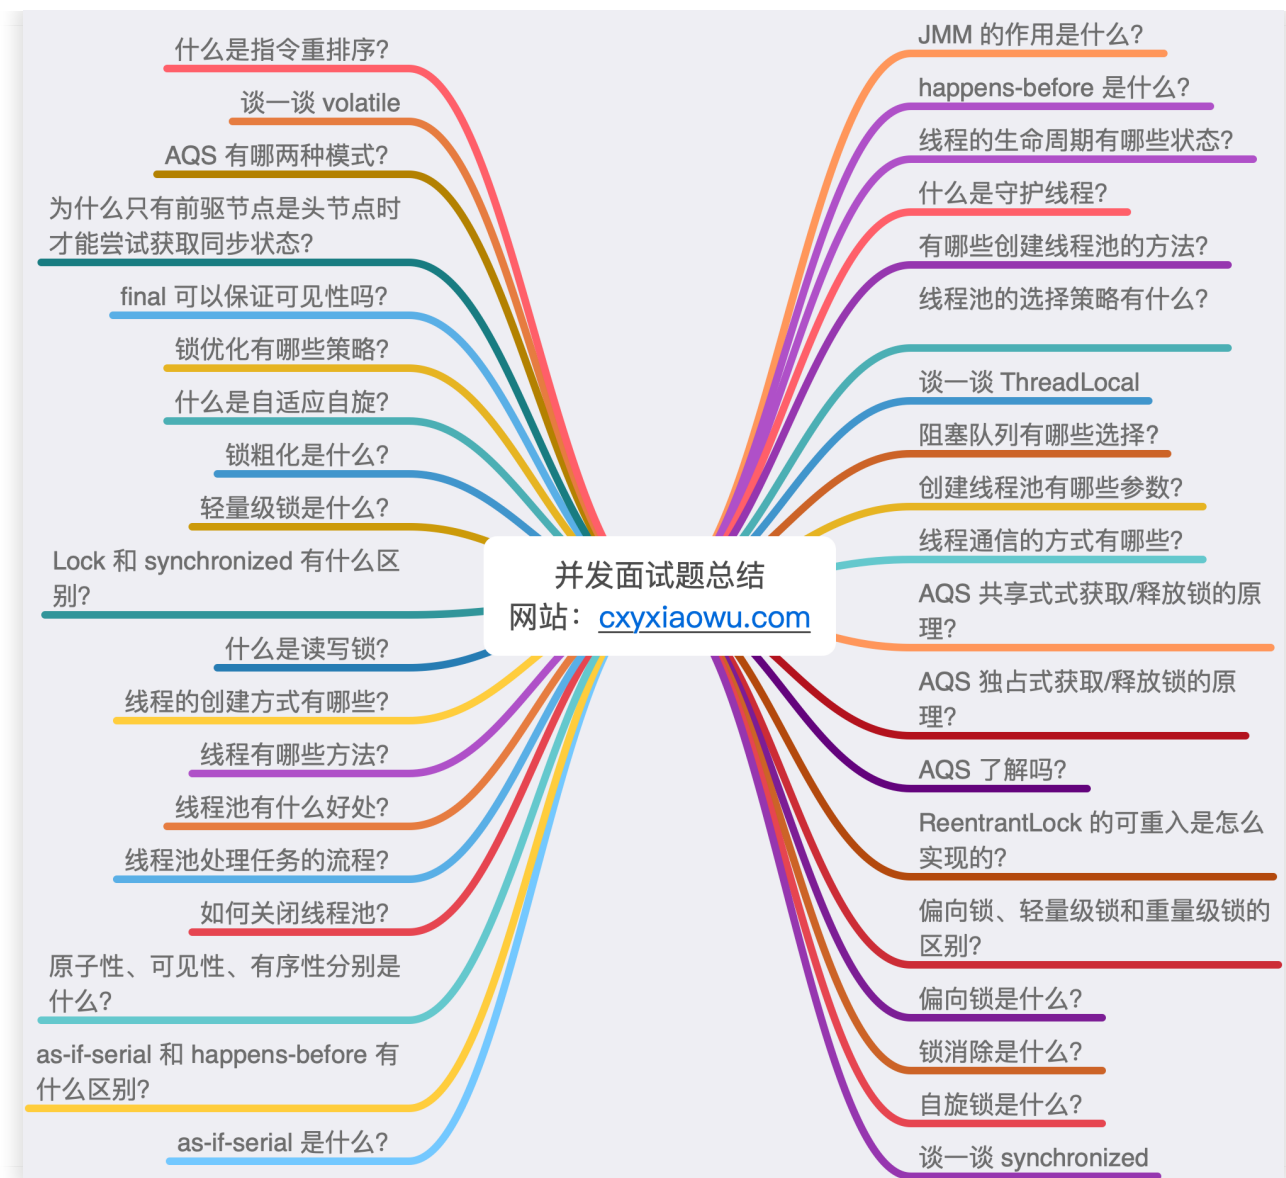 什么是指令重排序?
谈一谈 volatile
AQS 有哪两种模式?
为什么只有前驱节点是头节点时
才能尝试获取同步状态?
final 可以保证可见性吗?
锁优化有哪些策略?
什么是自适应自旋?
锁粗化是什么?
轻量级锁是什么?
Lock 和 synchronized 有什么区
别?
什么是读写锁?
线程的创建方式有哪些?
线程有哪些方法?
线程池有什么好处?
线程池处理任务的流程?
如何关闭线程池?
原子性、可见性、有序性分别是
什么?
as-if-serial 和 happens-before 有
什么区别?
as-if-serial 是什么?
并发面试题总结
网站：cxyxiaowu.com
JMM 的作用是什么?
happens-before 是什么?
线程的生命周期有哪些状态?
什么是守护线程?
有哪些创建线程池的方法?
线程池的选择策略有什么?
谈一谈 ThreadLocal
阻塞队列有哪些选择?
创建线程池有哪些参数?
线程通信的方式有哪些?
AQS 共享式式获取/释放锁的原
理?
AQS 独占式获取/释放锁的原
理?
AQS 了解吗?
ReentrantLock 的可重入是怎么
实现的?
偏向锁、轻量级锁和重量级锁的
区别?
偏向锁是什么?
锁消除是什么?
自旋锁是什么?
谈一谈 synchronized